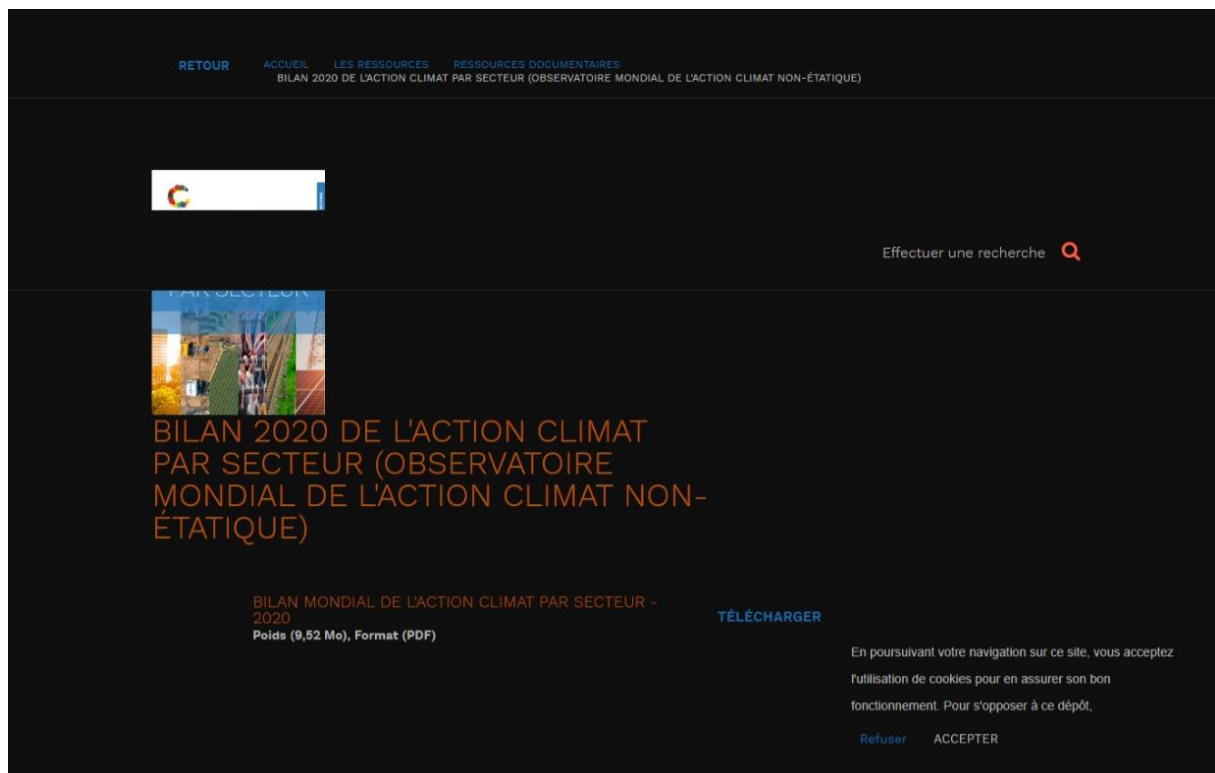 RETOUR ACCUEIL LES RESSOURCES RESSOURCES DOCUMENTAIRES
BILAN 2020 DE L'ACTION CLIMAT PAR SECTEUR (OBSERVATOIRE MONDIAL DE L'ACTION CLIMAT NON-ÉTATIQUE)
Effectuer une recherche
PAR SECTEUR
BILAN 2020 DE L'ACTION CLIMAT
PAR SECTEUR (OBSERVATOIRE
MONDIAL DE L'ACTION CLIMAT NON-
ÉTATIQUE)
BILAN MONDIAL DE L'ACTION CLIMAT PAR SECTEUR -
2020
Poids (9,52 Mo), Format (PDF)
TÉLÉCHARGER
En poursuivant votre navigation sur ce site, vous acceptez
l'utilisation de cookies pour en assurer son bon
fonctionnement. Pour s'opposer à ce dépôt,
Refuser ACCEPTER